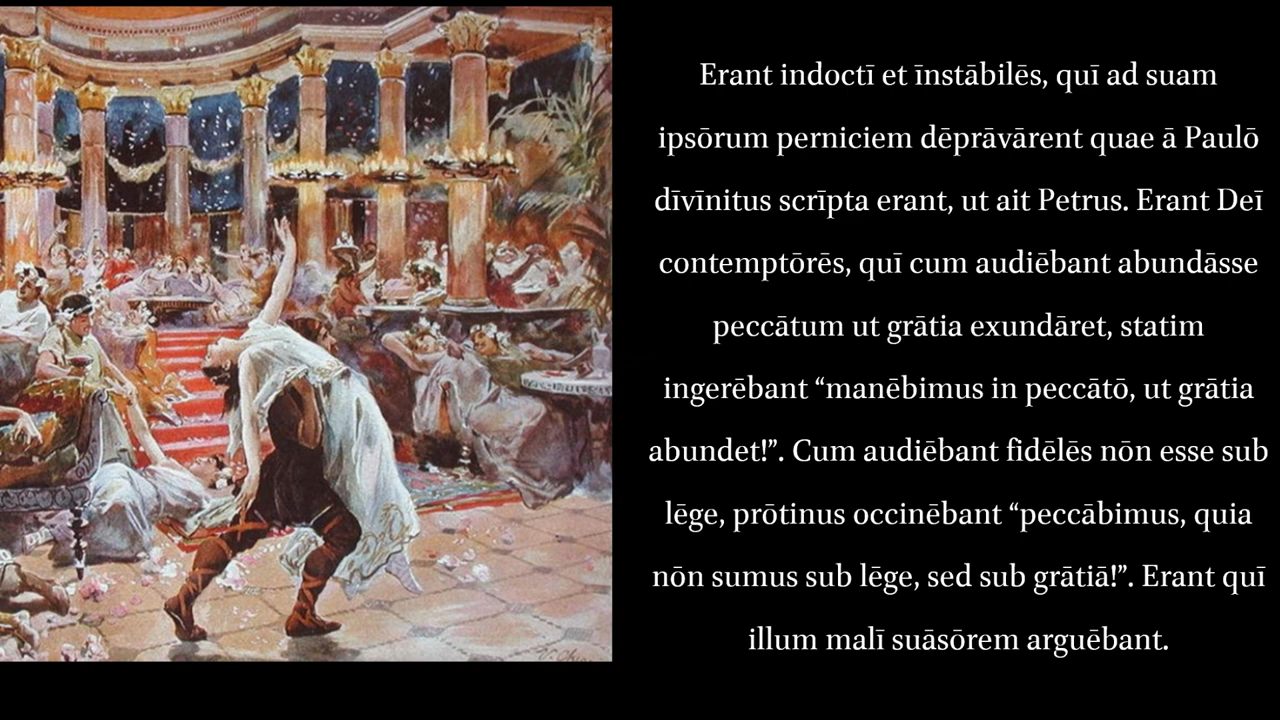 Erant indoctī et īnstābilēs, quī ad suam
ipsōrum perniciem dēprāvārent quae ā Paulō
dīvīnitus scrīpta erant, ut ait Petrus. Erant Deī
contemptōrēs, quī cum audiēbant abundāsse
peccātum ut grātia exundāret, statim
ingerēbant “manēbimus in peccātō, ut grātia
abundet!”. Cum audiēbant fidēlēs nōn esse sub
lēge, prōtinus occinēbant “peccābimus, quia
nōn sumus sub lēge, sed sub grātiā!”. Erant quī
illum malī suāsōrem arguēbant.